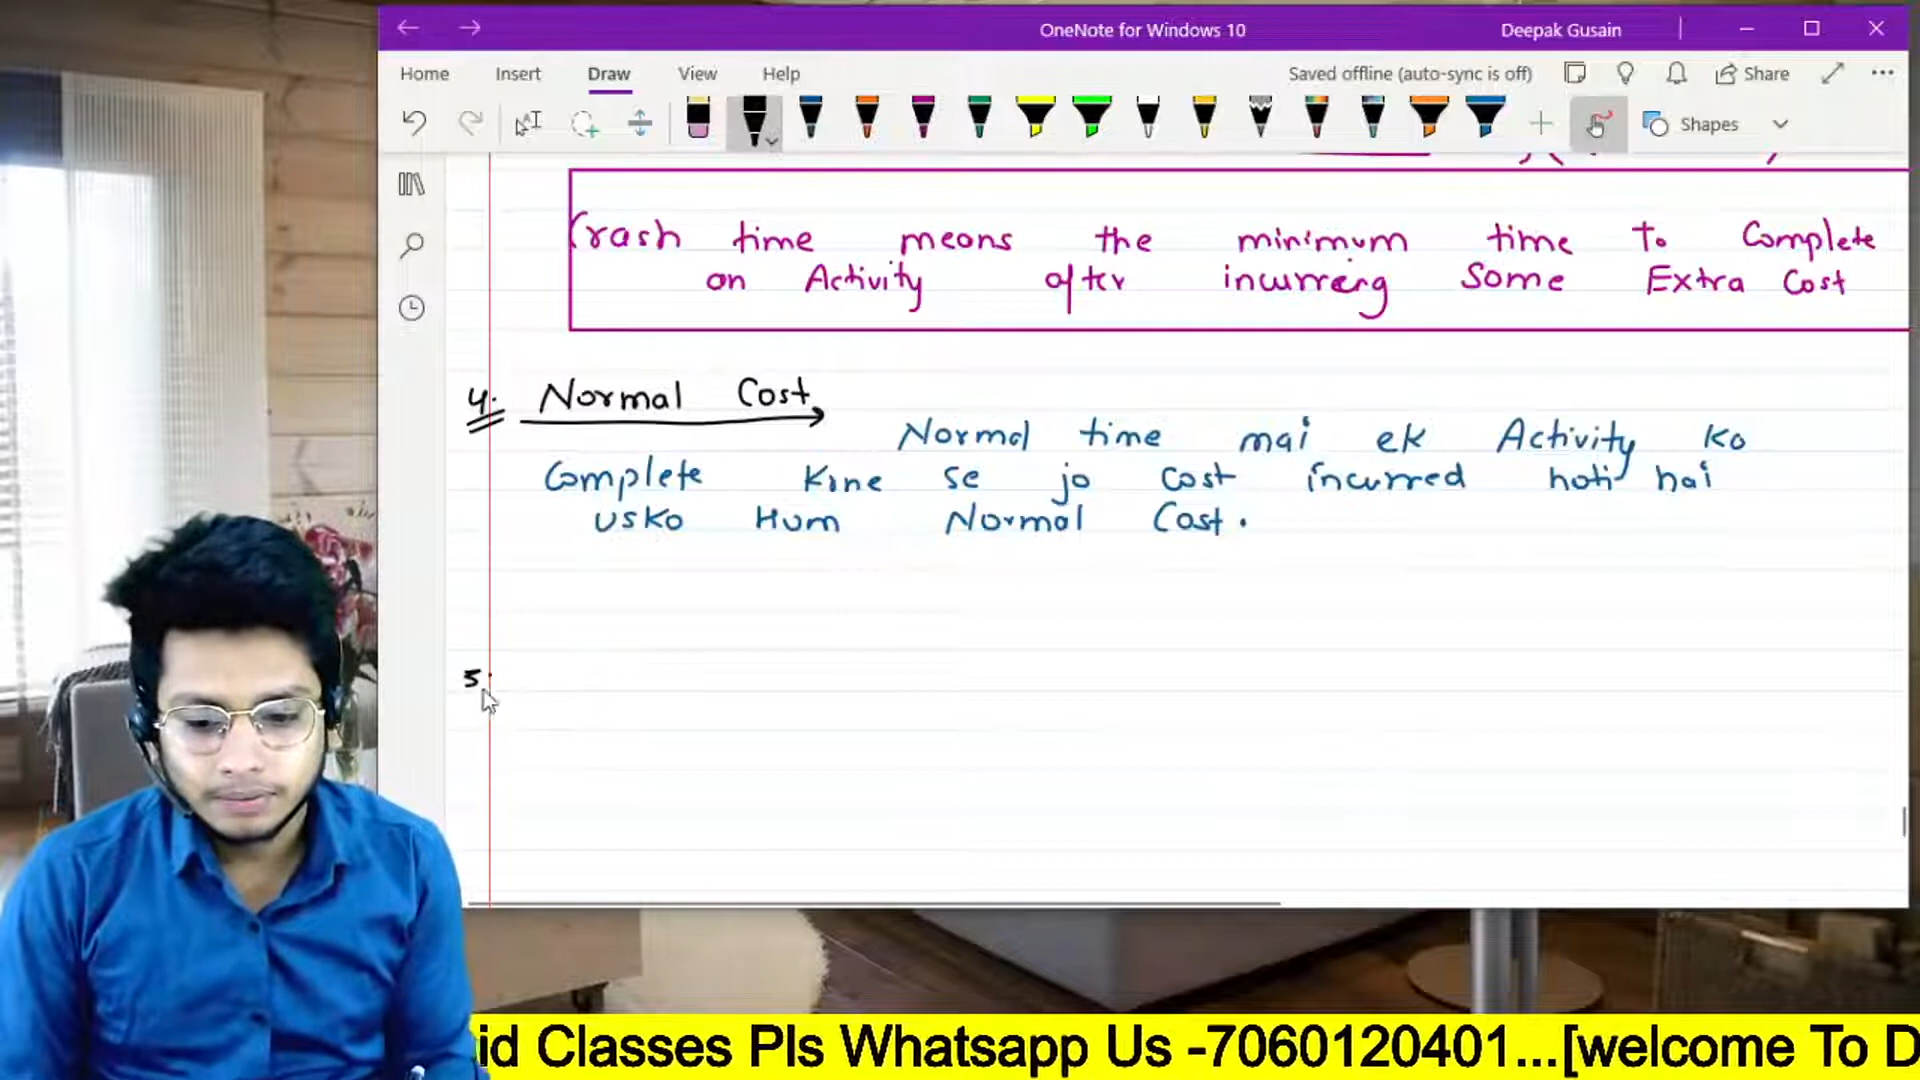 OneNote for Windows 10
Deepak Gusain
Home Insert Draw View Help
Saved offline (auto-sync is off)
Share
Shapes
Crash time means the minimum time To Complete
an Activity after incurring Some Extra Cost
4. Normal Cost
Normal time mai ek Activity ko
Complete Krne se jo Cost incurred hoti hai
usko Hum Normal Cost.
5.
id Classes Pls Whatsapp Us -7060120401...[welcome To D